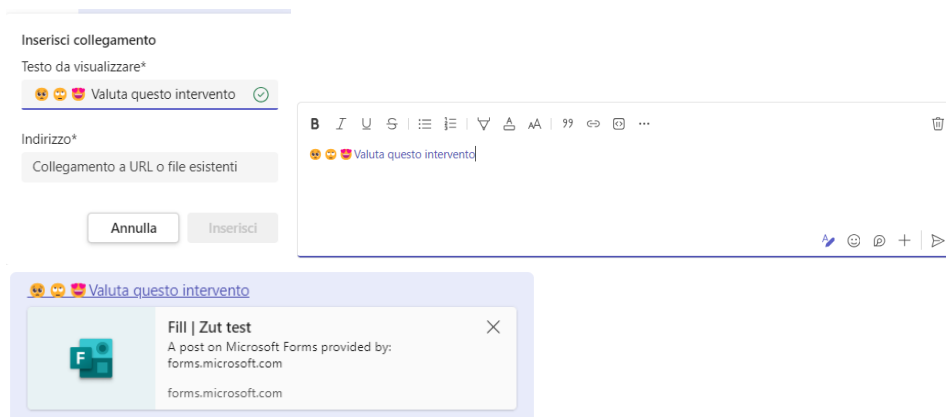 Inserisci collegamento
Testo da visualizzare*
🥺 🙄 😍 Valuta questo intervento
Indirizzo*
Collegamento a URL o file esistenti
Annulla
Inserisci
B I U S
🥺 🙄 😍 Valuta questo intervento
🥺 🙄 😍 Valuta questo intervento
Fill | Zut test
A post on Microsoft Forms provided by:
forms.microsoft.com
forms.microsoft.com